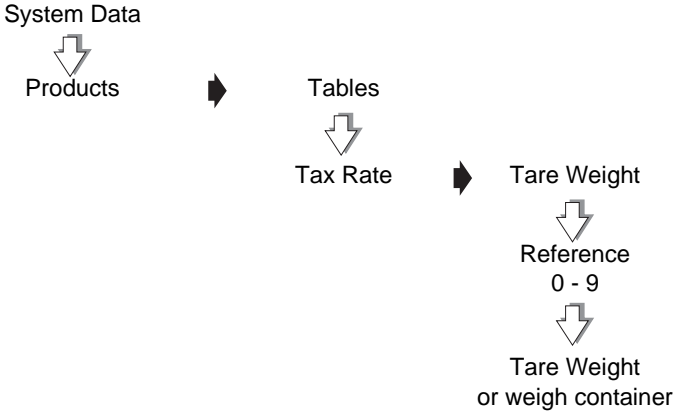 System Data
Products
Tables
Tax Rate
Tare Weight
Reference
0 - 9
Tare Weight
or weigh container